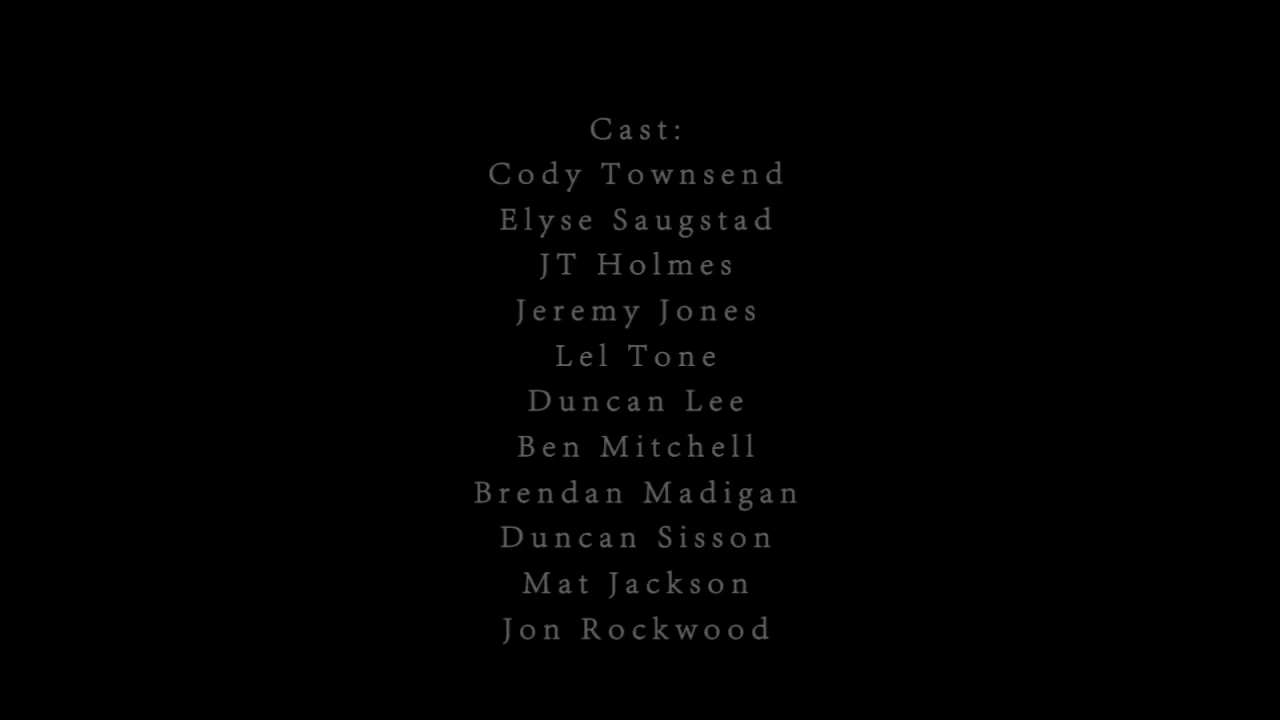 Cast:
Cody Townsend
Elyse Saugstad
JT Holmes
Jeremy Jones
Lel Tone
Duncan Lee
Ben Mitchell
Brendan Madigan
Duncan Sisson
Mat Jackson
Jon Rockwood